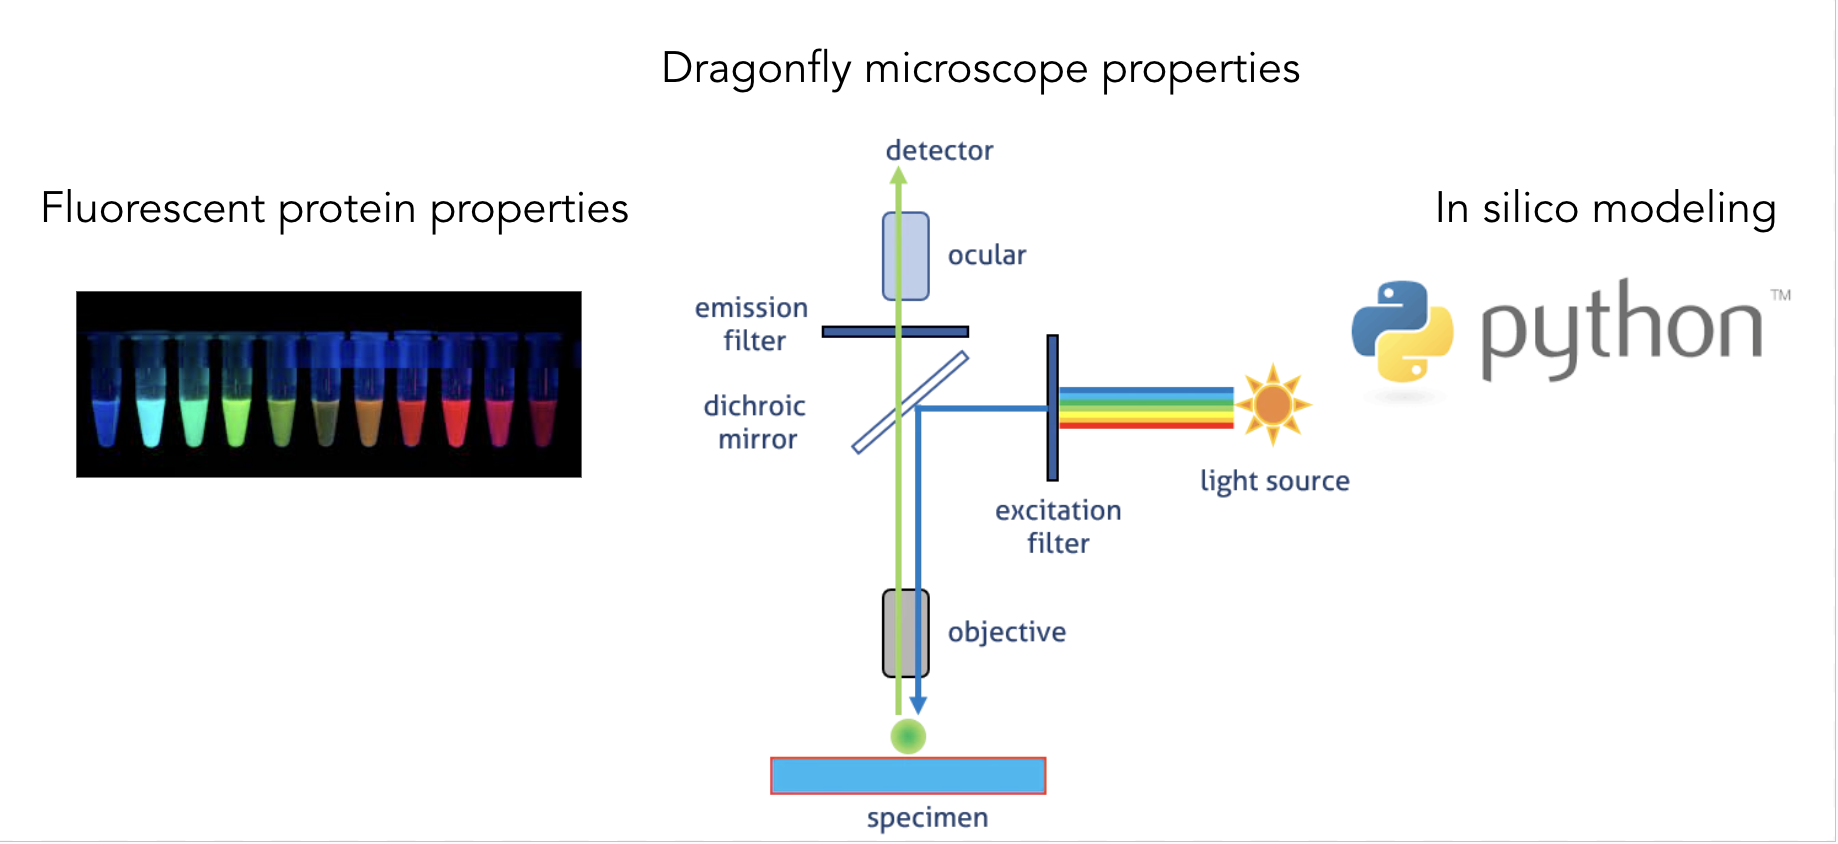 Dragonfly microscope properties
Fluorescent protein properties
detector
ocular
emission
filter
dichroic
mirror
excitation
filter
light source
objective
specimen
In silico modeling
python™